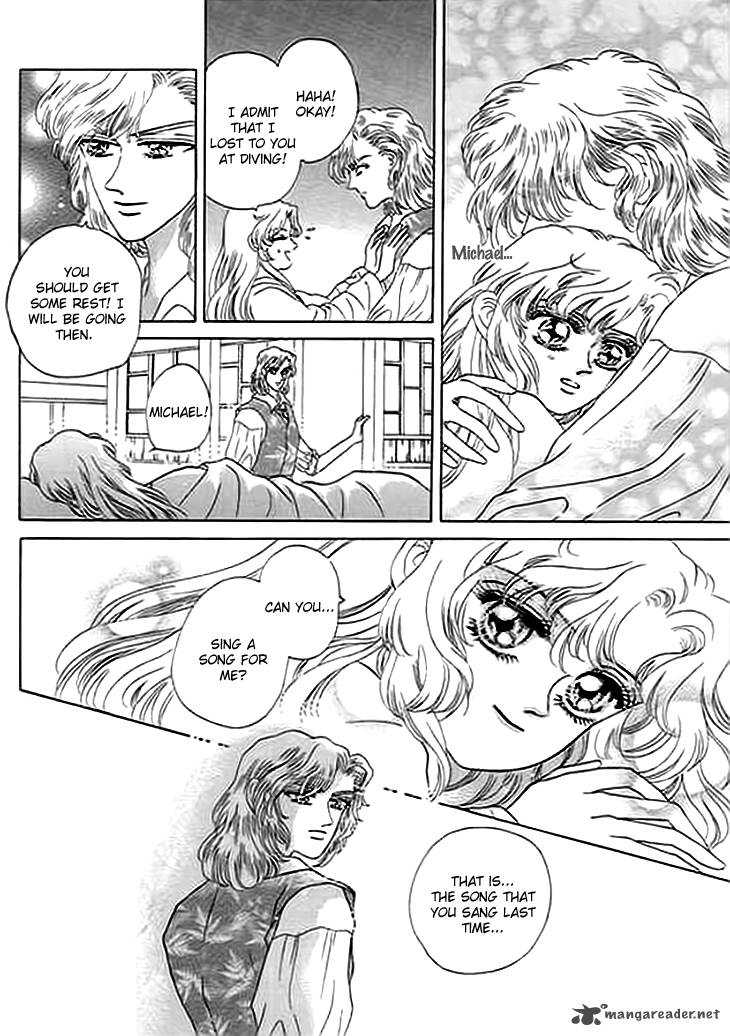 Michael...
HAHA!
OKAY!
I ADMIT
THAT I
LOST TO YOU
AT DIVING!
YOU
SHOULD GET
SOME REST! I
WILL BE GOING
THEN.
MICHAEL!
CAN YOU...
SING A
SONG FOR
ME?
THAT IS...
THE SONG THAT
YOU SANG LAST
TIME...
mangareader.net